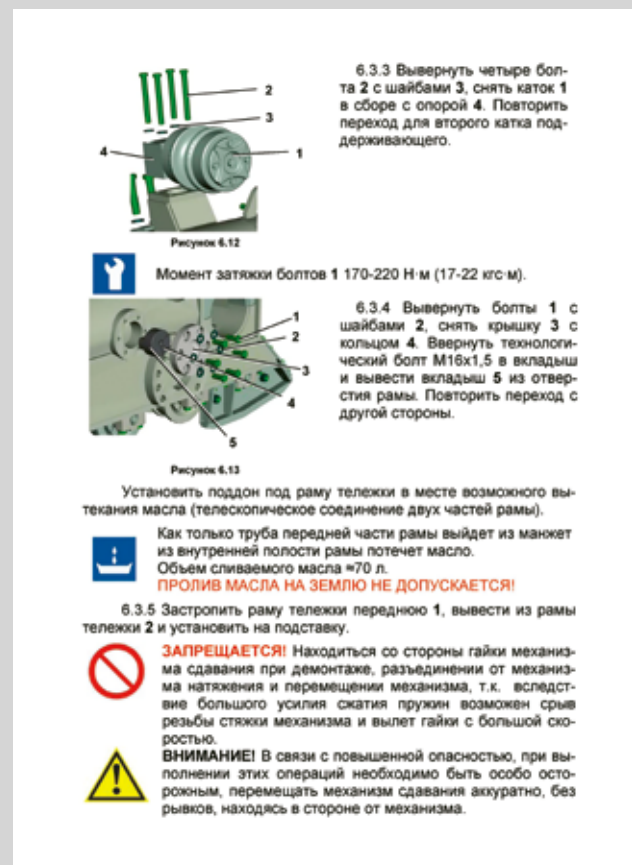 6.3.3 Вывернуть четыре бол-
та 2 с шайбами 3, снять каток 1
в сборе с опорой 4. Повторить
переход для второго катка под-
держивающего.
2
3
4
1
Рисунок 6.12
Момент затяжки болтов 1 170-220 Н·м (17-22 кгс·м).
6.3.4 Вывернуть болты 1 с
шайбами 2, снять крышку 3 с
кольцом 4. Ввернуть технологи-
ческий болт М16х1,5 в вкладыш
и вывести вкладыш 5 из отвер-
стия рамы. Повторить переход с
другой стороны.
1
2
3
4
5
Рисунок 6.13
Установить поддон под раму тележки в месте возможного вы-
текания масла (телескопическое соединение двух частей рамы).
Как только труба передней части рамы выйдет из манжет
из внутренней полости рамы потечет масло.
Объем сливаемого масла ≈70 л.
ПРОЛИВ МАСЛА НА ЗЕМЛЮ НЕ ДОПУСКАЕТСЯ!
6.3.5 Застропить раму тележки переднюю 1, вывести из рамы
тележки 2 и установить на подставку.
ЗАПРЕЩАЕТСЯ! Находиться со стороны гайки механиз-
ма сдавания при демонтаже, разъединении от механиз-
ма натяжения и перемещении механизма, т.к. вследст-
вие большого усилия сжатия пружин возможен срыв
резьбы стяжки механизма и вылет гайки с большой ско-
ростью.
ВНИМАНИЕ! В связи с повышенной опасностью, при вы-
полнении этих операций необходимо быть особо осто-
рожным, перемещать механизм сдавания аккуратно, без
рывков, находясь в стороне от механизма.